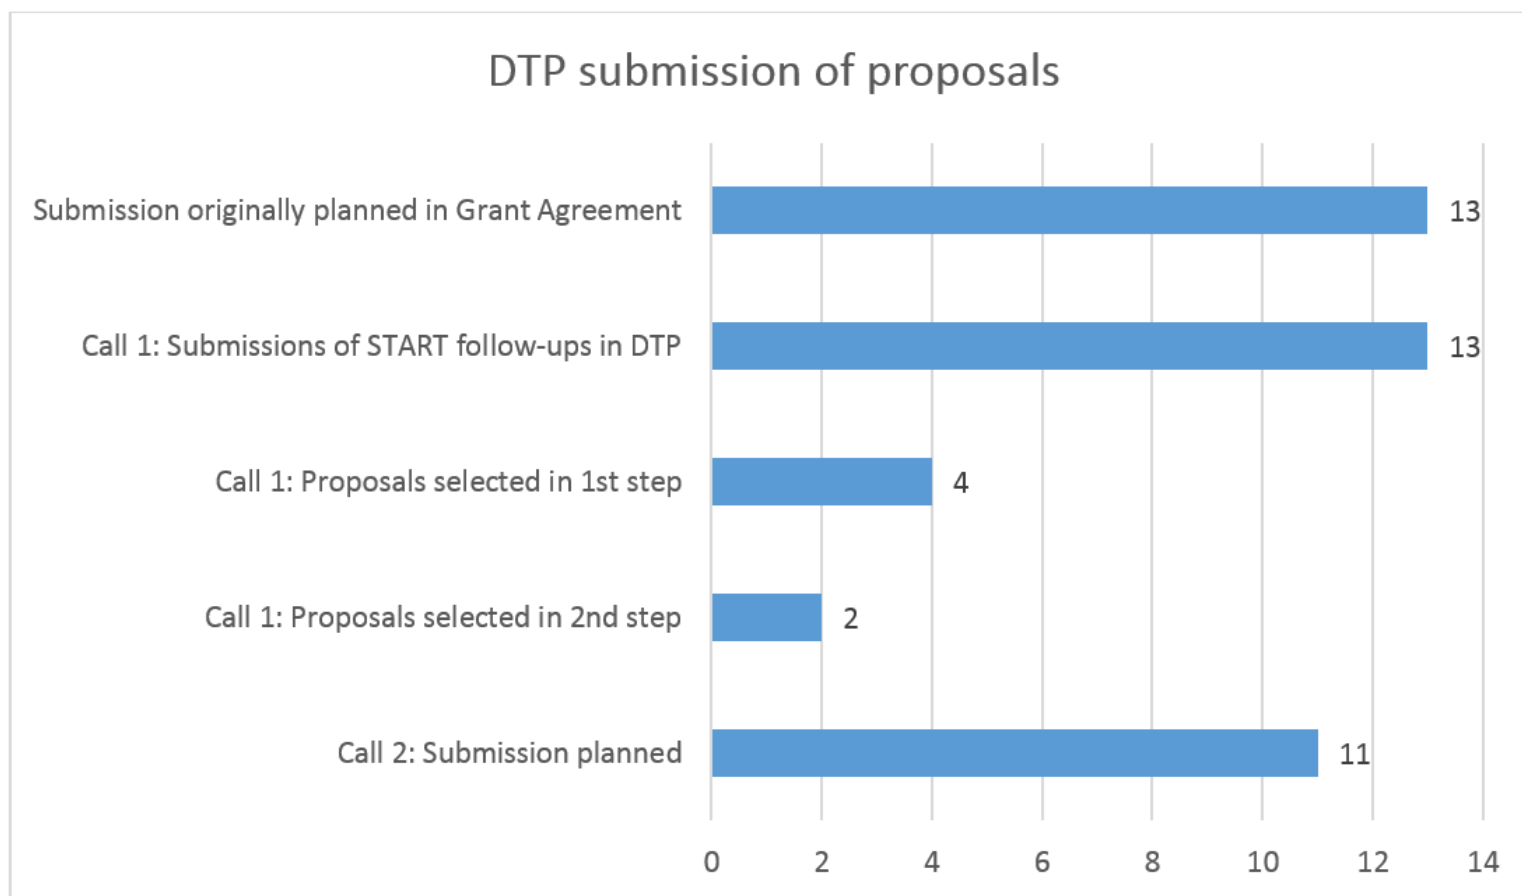 DTP submission of proposals
Submission originally planned in Grant Agreement 13
Call 1: Submissions of START follow-ups in DTP 13
Call 1: Proposals selected in 1st step 4
Call 1: Proposals selected in 2nd step 2
Call 2: Submission planned 11
0 2 4 6 8 10 12 14